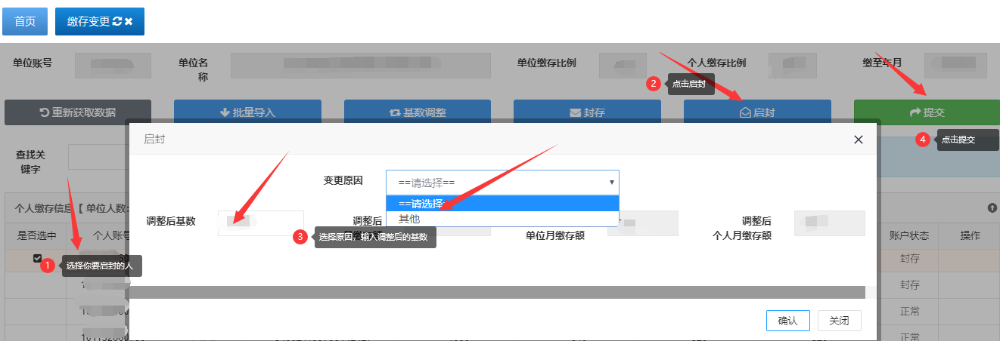 首页
缴存变更
单位账号
单位名称
单位缴存比例
个人缴存比例
缴至年月
2 点击启封
重新获取数据
批量导入
基数调整
封存
启封
提交
4 点击提交
启封
查找关键字
变更原因
==请选择==
==请选择
其他
个人缴存信息【 单位人数:
调整后基数
调整后
月缴存额
调整后
单位月缴存额
个人月缴存额
3 选择原因，输入调整后的基数
是否选中
个人账号
账户状态
操作
1 选择你要启封的人
封存
封存
正常
正常
确认
关闭